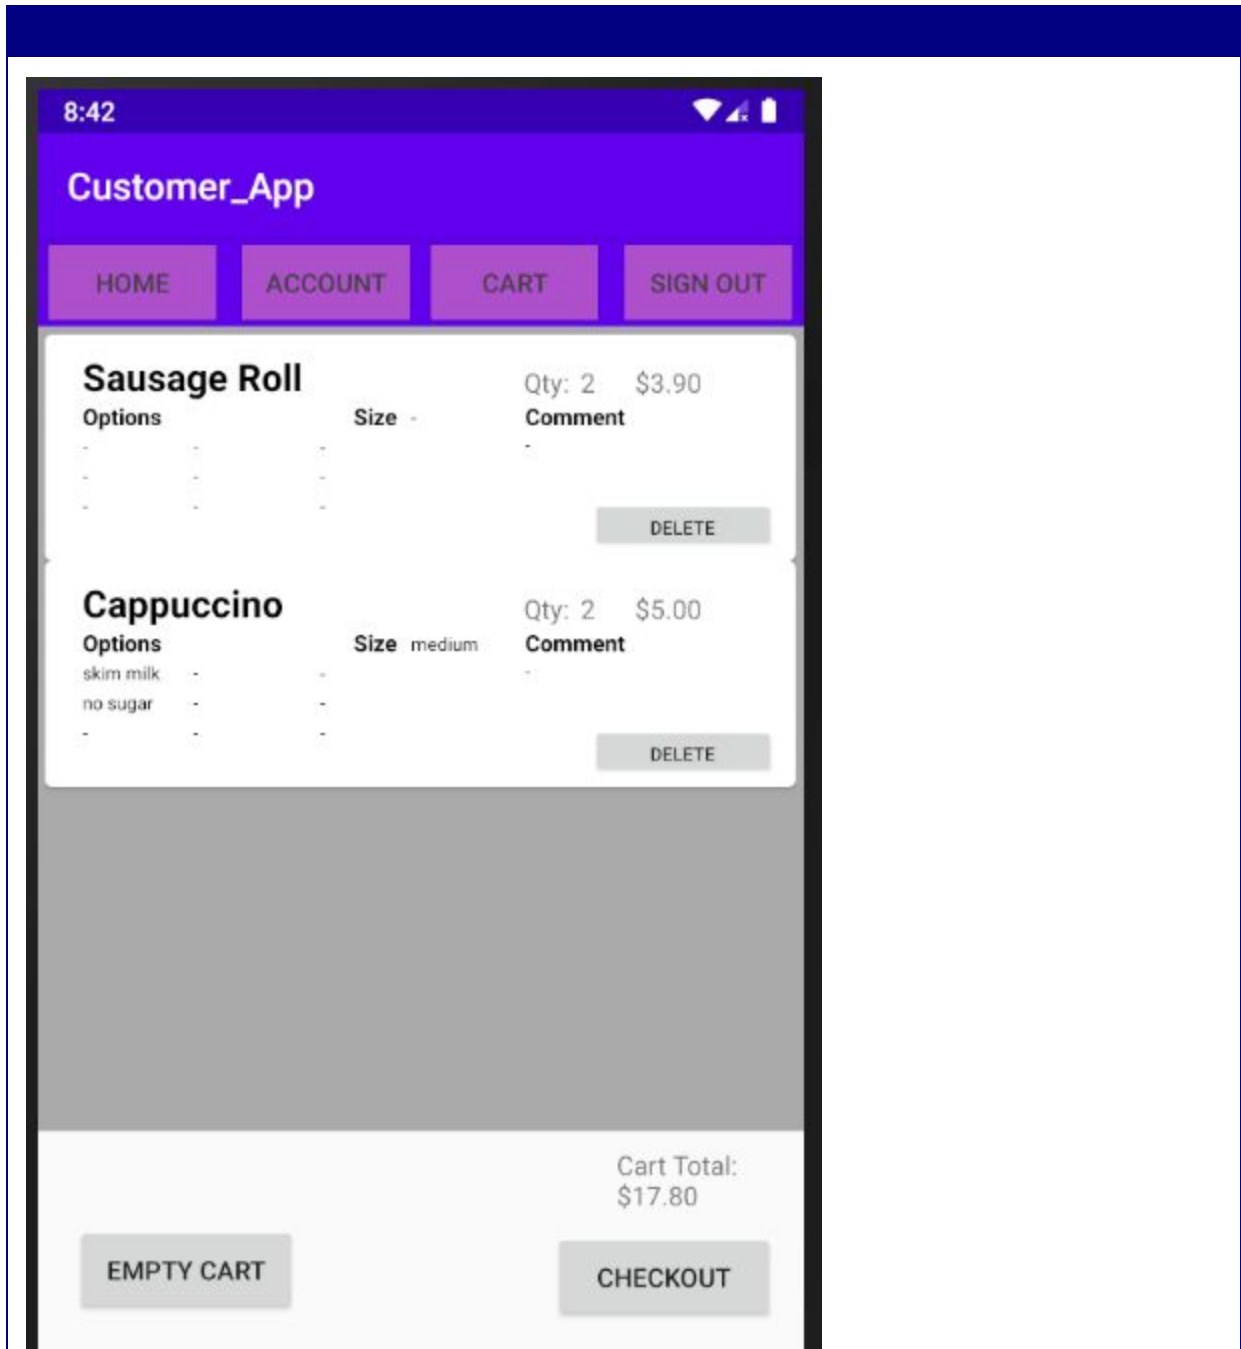 8:42
Customer_App
HOME ACCOUNT CART SIGN OUT
Sausage Roll Qty: 2 $3.90
Options Size - Comment
- - - -
- - -
- - -
DELETE
Cappuccino Qty: 2 $5.00
Options Size medium Comment
skim milk - - -
no sugar - -
- - -
DELETE
Cart Total:
$17.80
EMPTY CART CHECKOUT